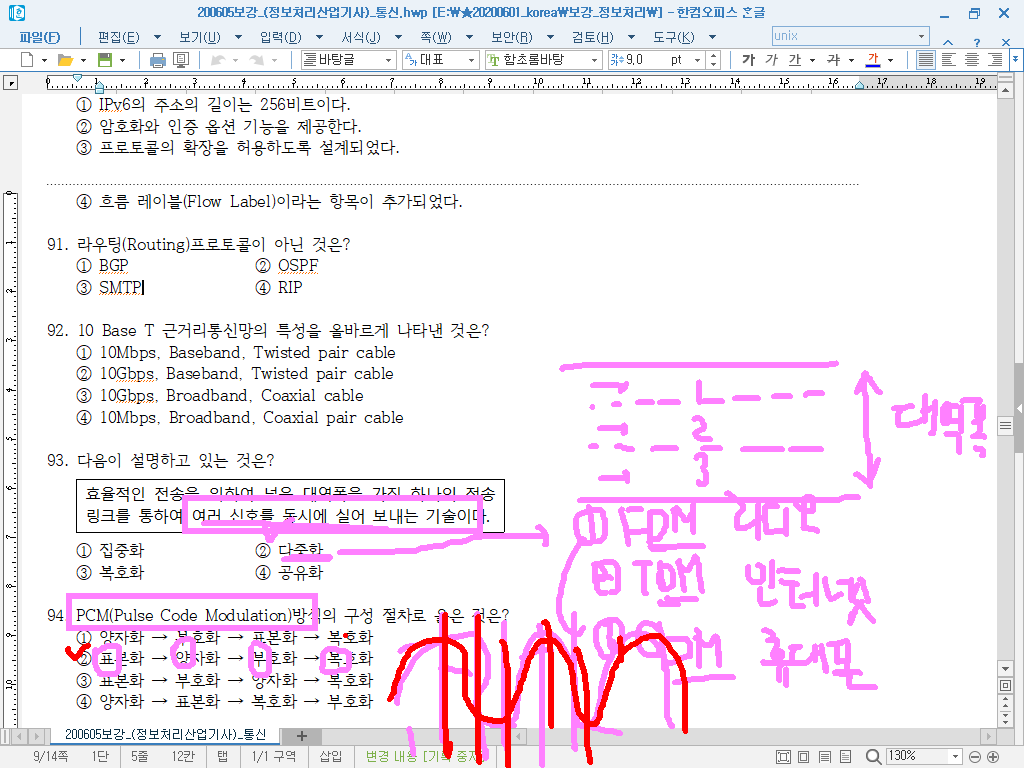 200605보강_(정보처리산업기사)_통신.hwp [E:₩★20200601_korea₩보강_정보처리₩] - 한컴오피스 한글
파일(F) 편집(E) 보기(U) 입력(D) 서식(J) 쪽(W) 보안(R) 검토(H) 도구(K) unix
바탕글 대표 함초롬바탕 9.0 pt 가 가 가 가 가
① IPv6의 주소의 길이는 256비트이다.
② 암호화와 인증 옵션 기능을 제공한다.
③ 프로토콜의 확장을 허용하도록 설계되었다.
④ 흐름 레이블(Flow Label)이라는 항목이 추가되었다.
91. 라우팅(Routing)프로토콜이 아닌 것은?
① BGP ② OSPF
③ SMTP ④ RIP
92. 10 Base T 근거리통신망의 특성을 올바르게 나타낸 것은?
① 10Mbps, Baseband, Twisted pair cable
② 10Gbps, Baseband, Twisted pair cable
③ 10Gbps, Broadband, Coaxial cable
④ 10Mbps, Broadband, Coaxial pair cable
1
2
3
대역폭
93. 다음이 설명하고 있는 것은?
효율적인 전송을 위하여 넓은 대역폭을 가진 하나의 전송
링크를 통하여 여러 신호를 동시에 실어 보내는 기술이다.
① 집중화 ② 다중화
③ 복호화 ④ 공유화
① FDM 라디오
② TDM 인터넷
CDM 휴대폰
94. PCM(Pulse Code Modulation)방식의 구성 절차로 옳은 것은?
① 양자화 → 복호화 → 표본화 → 복호화
② 표본화 → 양자화 → 부호화 → 복호화
③ 표본화 → 부호화 → 양자화 → 복호화
④ 양자화 → 표본화 → 복호화 → 부호화
200605보강_(정보처리산업기사)_통신
9/14쪽 1단 5줄 12칸 탭 1/1 구역 삽입 변경 내용 [기록 중지] 130%